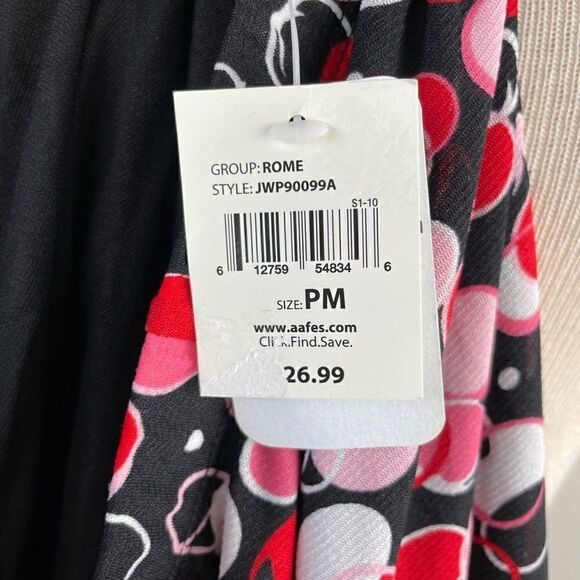 GROUP: ROME
STYLE: JWP90099A
S1-10
6 12759 54834 6
SIZE: PM
www.aafes.com
Click.Find.Save.
26.99